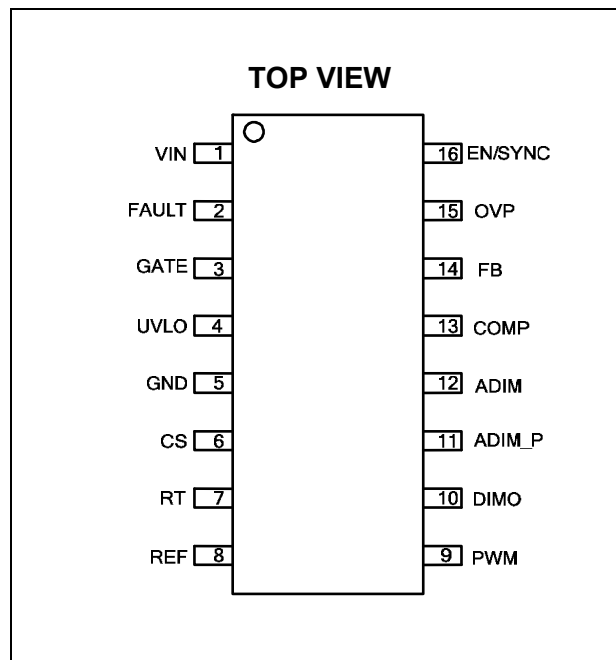 TOP VIEW
VIN 1 16 EN/SYNC
FAULT 2 15 OVP
GATE 3 14 FB
UVLO 4 13 COMP
GND 5 12 ADIM
CS 6 11 ADIM_P
RT 7 10 DIMO
REF 8 9 PWM